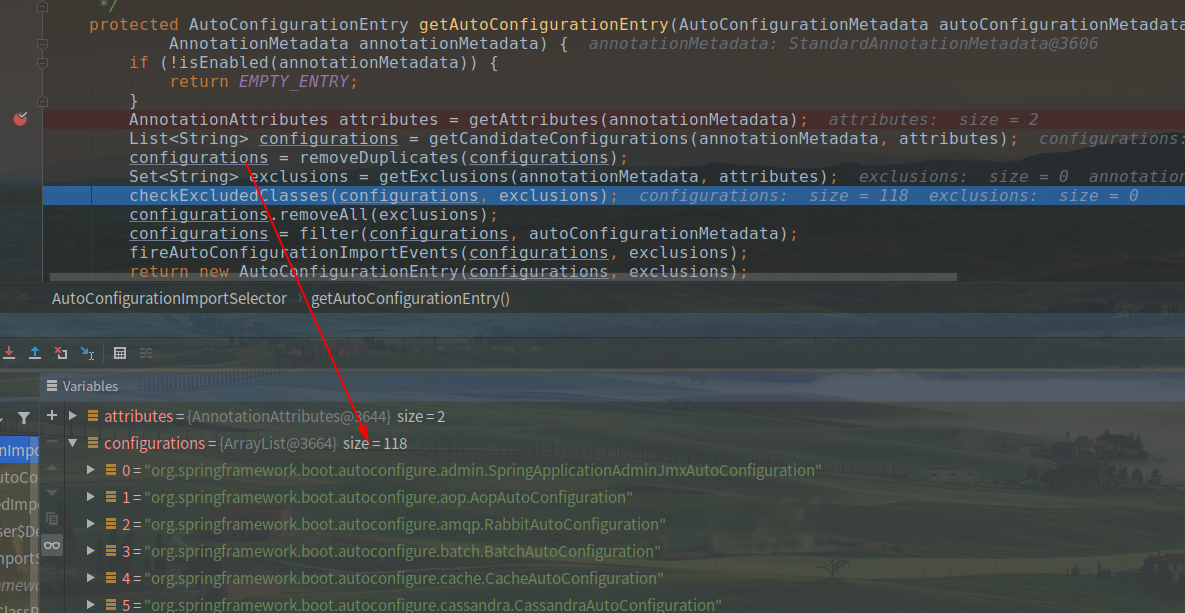 */
protected AutoConfigurationEntry getAutoConfigurationEntry(AutoConfigurationMetadata autoConfigurationMetadata
AnnotationMetadata annotationMetadata) { annotationMetadata: StandardAnnotationMetadata@3606
if (!isEnabled(annotationMetadata)) {
return EMPTY_ENTRY;
}
AnnotationAttributes attributes = getAttributes(annotationMetadata); attributes: size = 2
List<String> configurations = getCandidateConfigurations(annotationMetadata, attributes); configurations:
configurations = removeDuplicates(configurations);
Set<String> exclusions = getExclusions(annotationMetadata, attributes); exclusions: size = 0 annotation
checkExcludedClasses(configurations, exclusions); configurations: size = 118 exclusions: size = 0
configurations.removeAll(exclusions);
configurations = filter(configurations, autoConfigurationMetadata);
fireAutoConfigurationImportEvents(configurations, exclusions);
return new AutoConfigurationEntry(configurations, exclusions);
AutoConfigurationImportSelector › getAutoConfigurationEntry()
Variables
attributes = {AnnotationAttributes@3644} size = 2
nImpo
configurations = {ArrayList@3664} size = 118
0 = "org.springframework.boot.autoconfigure.admin.SpringApplicationAdminJmxAutoConfiguration"
utoCo
1 = "org.springframework.boot.autoconfigure.aop.AopAutoConfiguration"
edImp
2 = "org.springframework.boot.autoconfigure.amqp.RabbitAutoConfiguration"
ser$De
3 = "org.springframework.boot.autoconfigure.batch.BatchAutoConfiguration"
mportS
4 = "org.springframework.boot.autoconfigure.cache.CacheAutoConfiguration"
amewo
5 = "org.springframework.boot.autoconfigure.cassandra.CassandraAutoConfiguration"